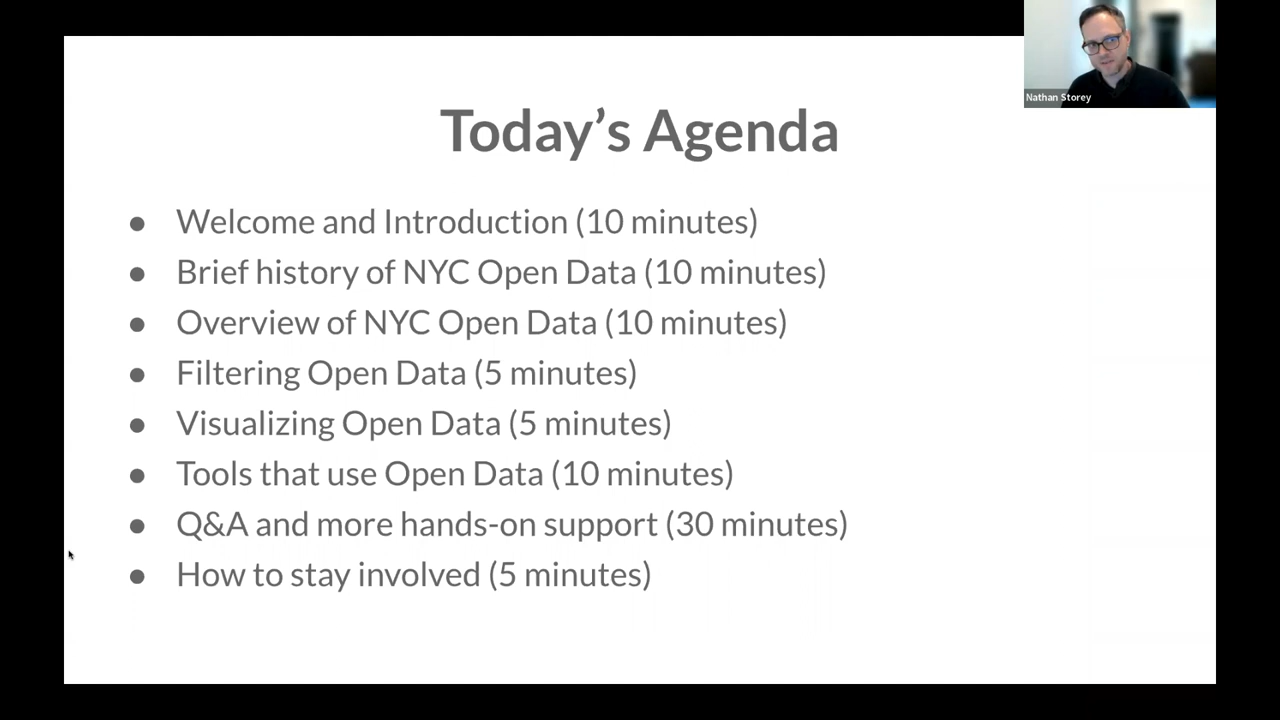 Today’s Agenda
● Welcome and Introduction (10 minutes)
● Brief history of NYC Open Data (10 minutes)
● Overview of NYC Open Data (10 minutes)
● Filtering Open Data (5 minutes)
● Visualizing Open Data (5 minutes)
● Tools that use Open Data (10 minutes)
● Q&A and more hands-on support (30 minutes)
● How to stay involved (5 minutes)
Nathan Storey